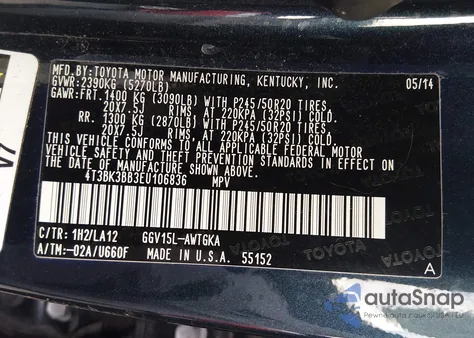 MFD.BY:TOYOTA MOTOR MANUFACTURING, KENTUCKY, INC. 05/14
GVWR:2390KG (5270LB)
GAWR:FRT.1400 KG (3090LB) WITH P245/50R20 TIRES,
20X7.5J RIMS, AT 220KPA (32PSI) COLD.
RR. 1300 KG (2870LB) WITH P245/50R20 TIRES,
20X7.5J RIMS, AT 220KPA (32PSI) COLD.
THIS VEHICLE CONFORMS TO ALL APPLICABLE FEDERAL MOTOR
VEHICLE SAFETY AND THEFT PREVENTION STANDARDS IN EFFECT
ON THE DATE OF MANUFACTURE SHOWN ABOVE.
4T3BK3BB3EU106836 MPV
C/TR: 1H2/LA12 GGV15L-AWTGKA
A/TM:-02A/U660F MADE IN U.S.A. 55152 A
TOYOTA
autoSnap